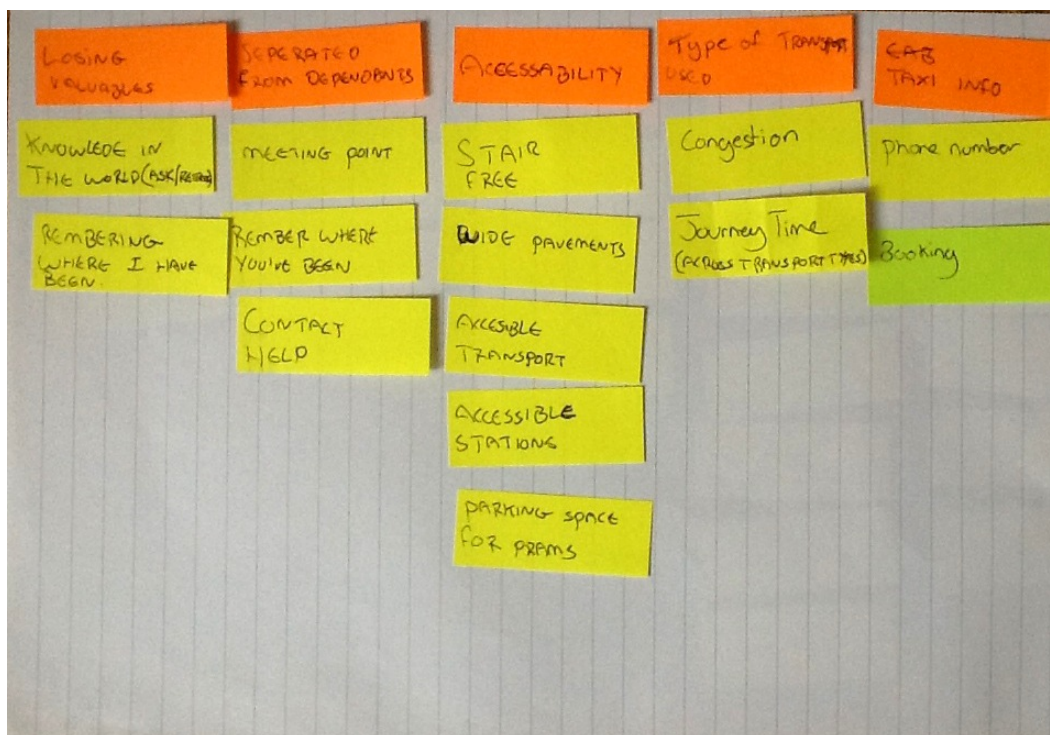 LOSING
VALUABLES
KNOWLEDE IN
THE WORLD(ASK/
REMBERING
WHERE I HAVE
BEEN.
SEPERATED
FROM DEPENDANTS
MEETING POINT
REMBER WHERE
YOU'VE BEEN
CONTACT
HELP
ACCESSABILITY
STAIR
FREE
WIDE PAVEMENTS
ACCESIBLE
TRANSPORT
ACCESSIBLE
STATIONS
PARKING SPACE
FOR PRAMS
Type of TRANSPORT
USED
Congestion
Journey Time
(ACROSS TRANSPORT TYPES)
CAB
TAXI INFO
phone number
Booking